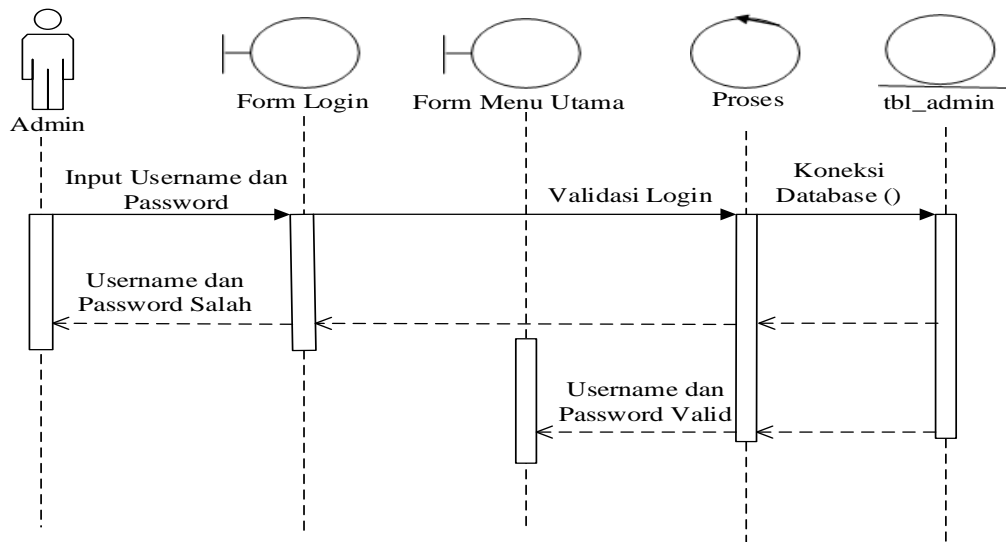 Admin
Form Login
Form Menu Utama
Proses
tbl_admin
Input Username dan
Password
Validasi Login
Koneksi
Database ()
Username dan
Password Salah
Username dan
Password Valid